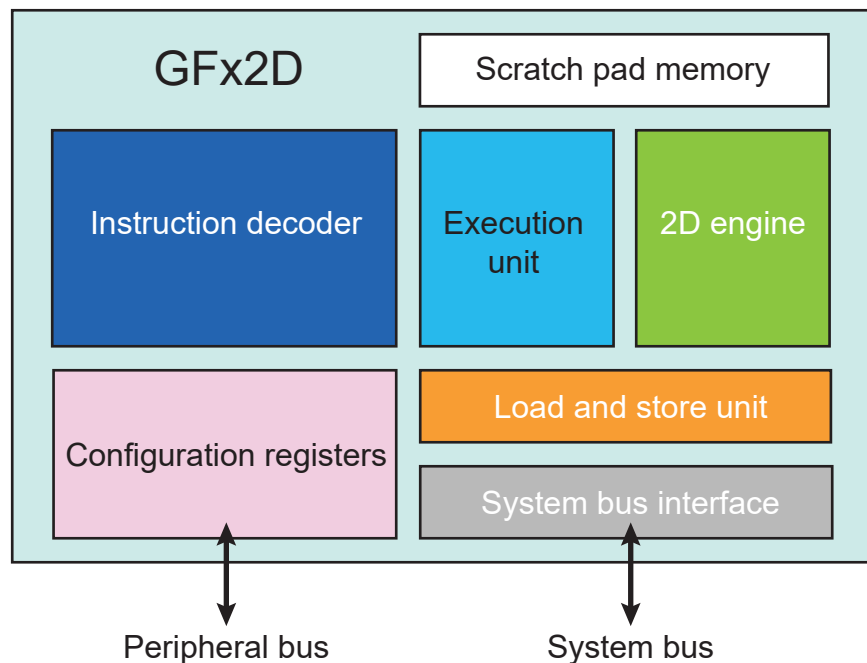 GFx2D
Scratch pad memory
Instruction decoder
Execution
unit
2D engine
Configuration registers
Load and store unit
System bus interface
Peripheral bus
System bus